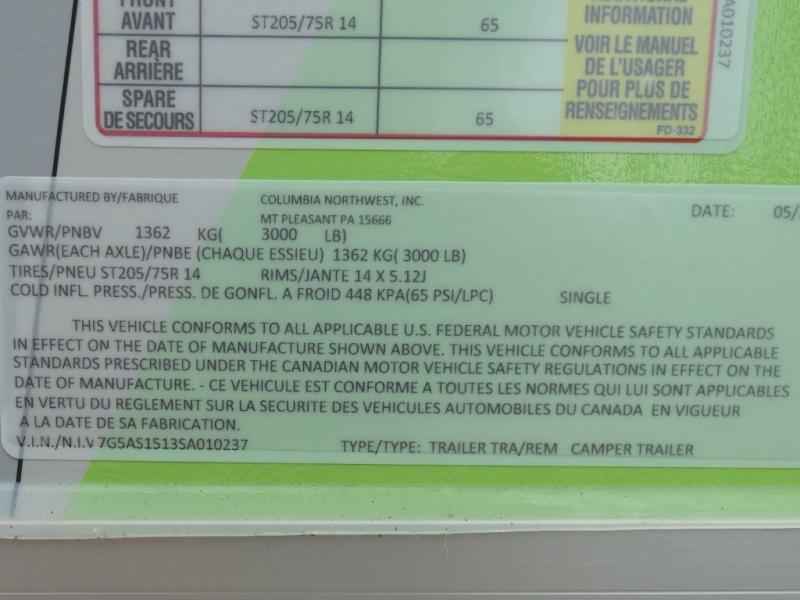 FRONT
AVANT ST205/75R 14 65
REAR
ARRIÈRE
SPARE
DE SECOURS ST205/75R 14 65
INFORMATION
VOIR LE MANUEL
DE L'USAGER
POUR PLUS DE
RENSEIGNEMENTS
FD-332
A010237
MANUFACTURED BY/FABRIQUE COLUMBIA NORTHWEST, INC.
PAR: MT PLEASANT PA 15666 DATE: 05/
GVWR/PNBV 1362 KG( 3000 LB)
GAWR(EACH AXLE)/PNBE (CHAQUE ESSIEU) 1362 KG( 3000 LB)
TIRES/PNEU ST205/75R 14 RIMS/JANTE 14 X 5.12J
COLD INFL. PRESS./PRESS. DE GONFL. A FROID 448 KPA(65 PSI/LPC) SINGLE
THIS VEHICLE CONFORMS TO ALL APPLICABLE U.S. FEDERAL MOTOR VEHICLE SAFETY STANDARDS
IN EFFECT ON THE DATE OF MANUFACTURE SHOWN ABOVE. THIS VEHICLE CONFORMS TO ALL APPLICABLE
STANDARDS PRESCRIBED UNDER THE CANADIAN MOTOR VEHICLE SAFETY REGULATIONS IN EFFECT ON THE
DATE OF MANUFACTURE. - CE VEHICULE EST CONFORME A TOUTES LES NORMES QUI LUI SONT APPLICABLES
EN VERTU DU REGLEMENT SUR LA SECURITE DES VEHICULES AUTOMOBILES DU CANADA EN VIGUEUR
A LA DATE DE SA FABRICATION.
V.I.N./N.I.V 7G5AS1513SA010237 TYPE/TYPE: TRAILER TRA/REM CAMPER TRAILER